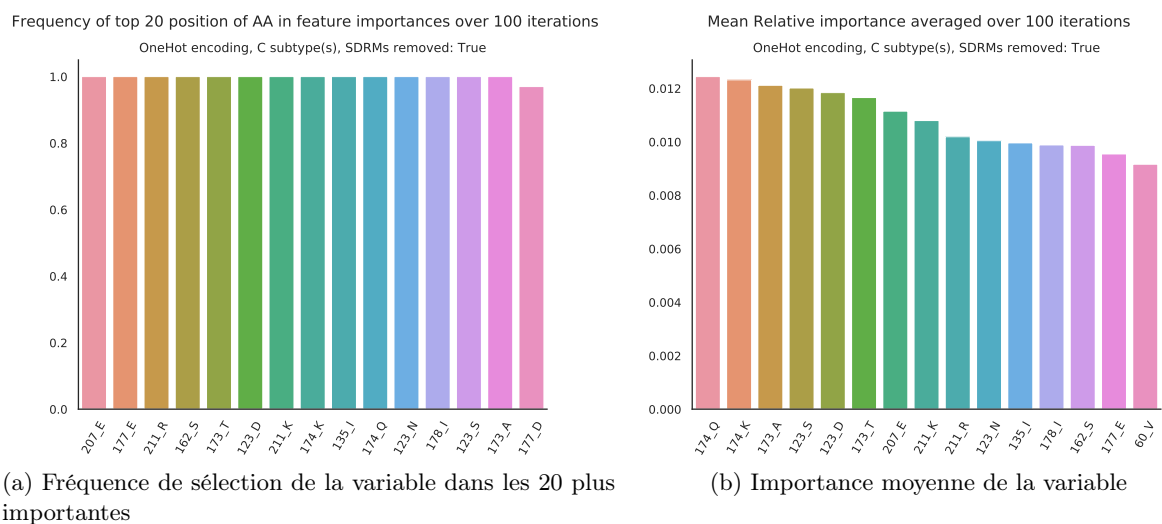 Frequency of top 20 position of AA in feature importances over 100 iterations
OneHot encoding, C subtype(s), SDRMs removed: True
1.0
0.8
0.6
0.4
0.2
0.0
207_E
177_E
211_R
162_S
173_T
123_D
211_K
174_K
135_I
174_Q
123_N
178_I
123_S
173_A
177_D
(a) Fréquence de sélection de la variable dans les 20 plus
importantes
Mean Relative importance averaged over 100 iterations
OneHot encoding, C subtype(s), SDRMs removed: True
0.012
0.010
0.008
0.006
0.004
0.002
0.000
174_Q
174_K
173_A
123_S
123_D
173_T
207_E
211_K
211_R
123_N
135_I
178_I
162_S
177_E
60_V
(b) Importance moyenne de la variable